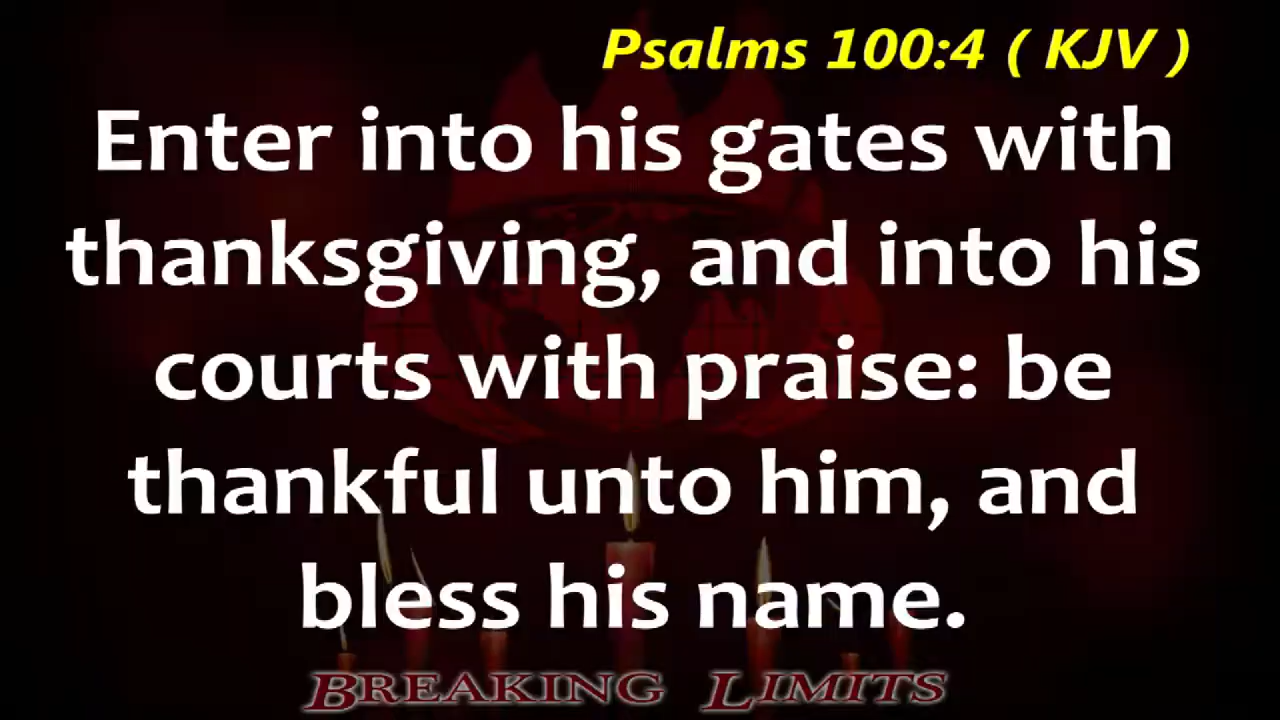 Psalms 100:4 ( KJV )
Enter into his gates with
thanksgiving, and into his
courts with praise: be
thankful unto him, and
bless his name.
BREAKING LIMITS